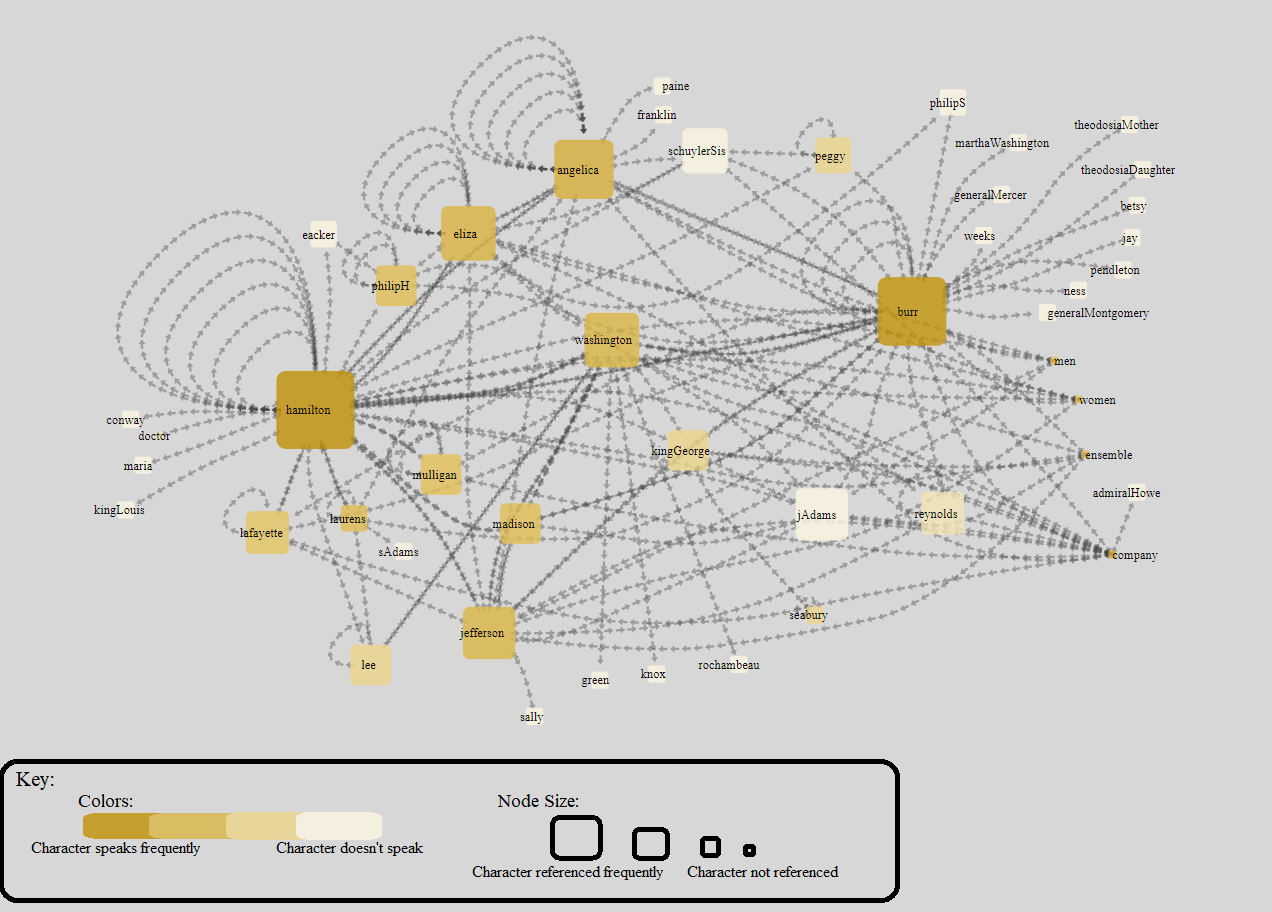 paine
franklin
philipS
theodosiaMother
marthaWashington
schuylerSis
peggy
angelica
theodosiaDaughter
generalMercer
betsy
eliza
eacker
weeks
jay
pendleton
philipH
ness
burr
generalMontgomery
washington
men
women
hamilton
conway
doctor
kingGeorge
ensemble
maria
mulligan
admiralHowe
kingLouis
jAdams
reynolds
laurens
madison
lafayette
sAdams
company
seabury
jefferson
lee
rochambeau
knox
green
sally
Key:
Colors:
Node Size:
Character speaks frequently
Character doesn't speak
Character referenced frequently
Character not referenced